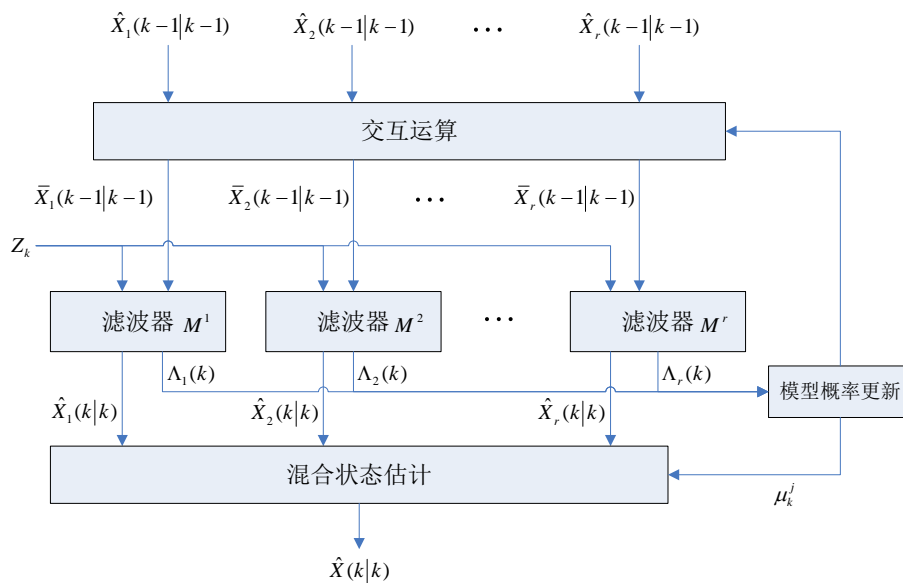 X̂₁(k−1|k−1) X̂₂(k−1|k−1) ··· X̂ᵣ(k−1|k−1)
交互运算
X̄₁(k−1|k−1) X̄₂(k−1|k−1) ··· X̄ᵣ(k−1|k−1)
Zₖ
滤波器 M¹ 滤波器 M² ··· 滤波器 Mʳ
Λ₁(k) Λ₂(k) Λᵣ(k)
模型概率更新
X̂₁(k|k) X̂₂(k|k) X̂ᵣ(k|k)
混合状态估计
μₖʲ
X̂(k|k)